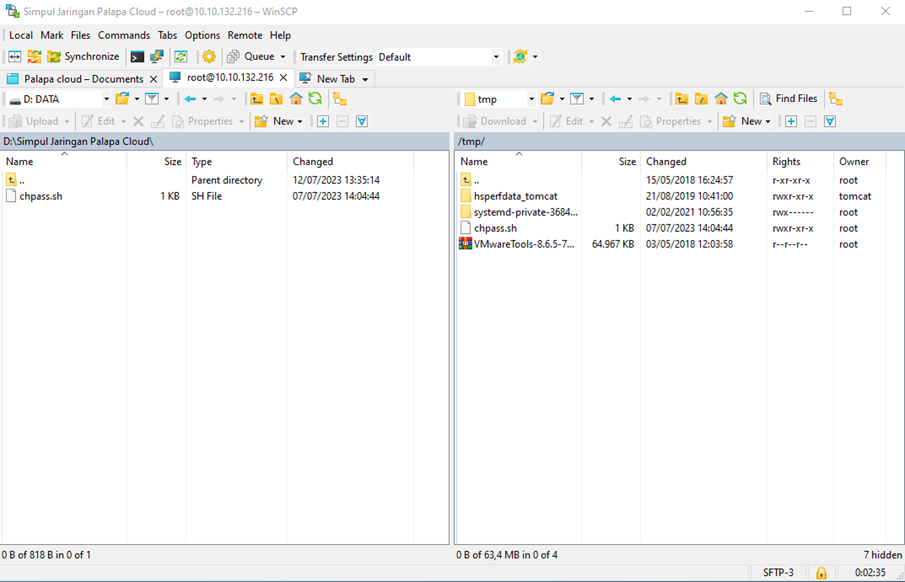 Simpul Jaringan Palapa Cloud – root@10.10.132.216 – WinSCP
Local Mark Files Commands Tabs Options Remote Help
Synchronize Queue Transfer Settings Default
Palapa cloud – Documents root@10.10.132.216 New Tab
D: DATA
Upload Edit Properties New
D:\Simpul Jaringan Palapa Cloud\
Name Size Type Changed
.. Parent directory 12/07/2023 13:35:14
chpass.sh 1 KB SH File 07/07/2023 14:04:44
0 B of 818 B in 0 of 1
tmp Find Files
Download Edit Properties New
/tmp/
Name Size Changed Rights Owner
.. 15/05/2018 16:24:57 r-xr-xr-x root
hsperfdata_tomcat 21/08/2019 10:41:00 rwxr-xr-x tomcat
systemd-private-3684... 02/02/2021 10:56:35 rwx------ root
chpass.sh 1 KB 07/07/2023 14:04:44 rwxr-xr-x root
VMwareTools-8.6.5-7... 64.967 KB 03/05/2018 12:03:58 r--r--r-- root
0 B of 63,4 MB in 0 of 4 7 hidden
SFTP-3 0:02:35